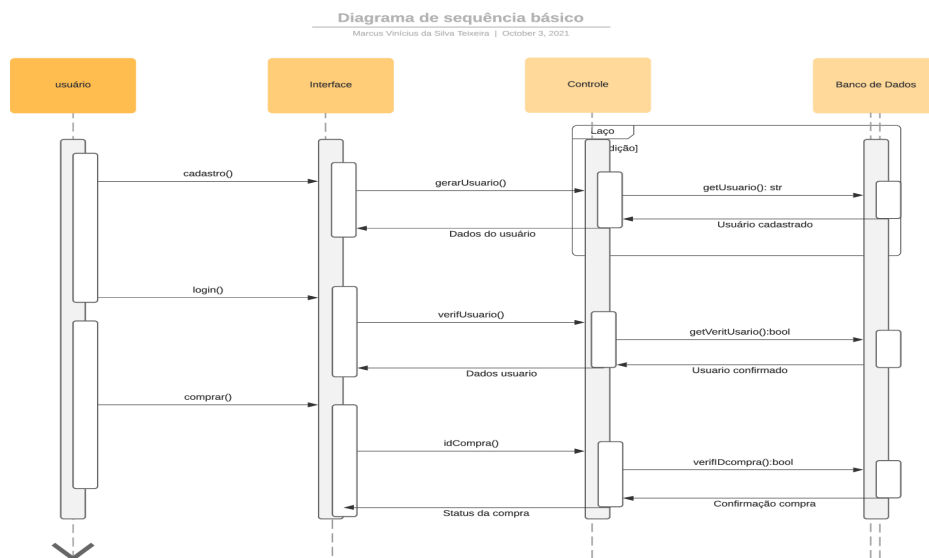 Diagrama de sequência básico
Marcus Vinícius da Silva Teixeira | October 3, 2021
usuário
Interface
Controle
Banco de Dados
Laço
dição]
cadastro()
gerarUsuario()
getUsuario(): str
Usuário cadastrado
Dados do usuário
login()
verifUsuario()
getVeritUsario():bool
Usuario confirmado
Dados usuario
comprar()
idCompra()
verifIDcompra():bool
Confirmação compra
Status da compra